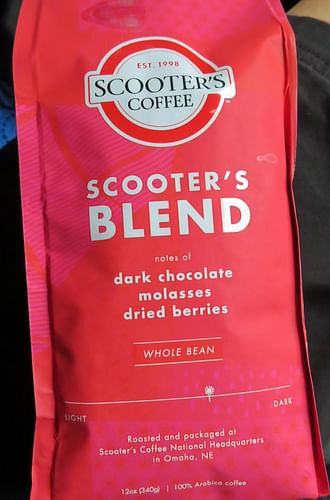 EST. 1998
SCOOTER'S
COFFEE
SCOOTER'S
BLEND
notes of
dark chocolate
molasses
dried berries
WHOLE BEAN
LIGHT
DARK
Roasted and packaged at
Scooter's Coffee National Headquarters
in Omaha, NE
12oz (340g) | 100% Arabica coffee